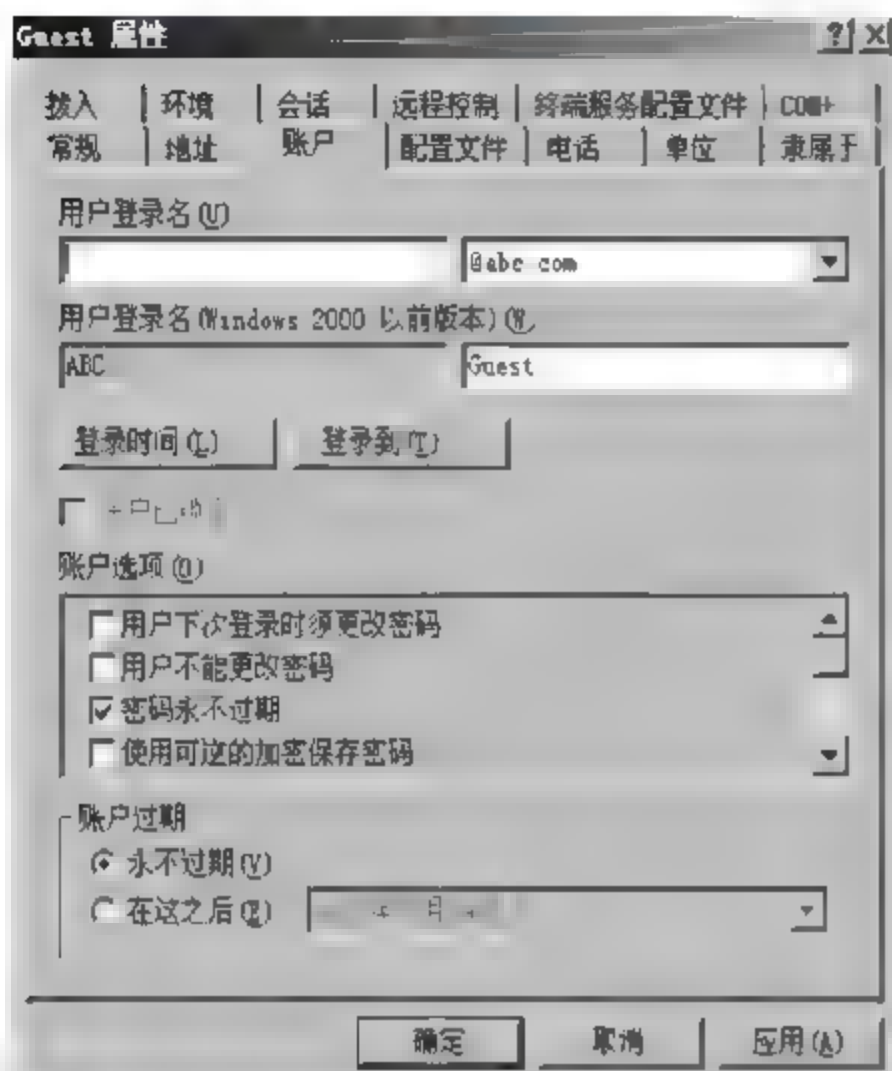 Guest 属性
拨入 环境 会话 远程控制 终端服务配置文件 COM+
常规 地址 账户 配置文件 电话 单位 隶属于
用户登录名(U)
@abc com
用户登录名(Windows 2000 以前版本)(W)
ABC Guest
登录时间(L) 登录到(T)
账户选项(O)
用户下次登录时须更改密码
用户不能更改密码
密码永不过期
使用可逆的加密保存密码
账户过期
永不过期(V)
在这之后(E)
确定 取消 应用(A)